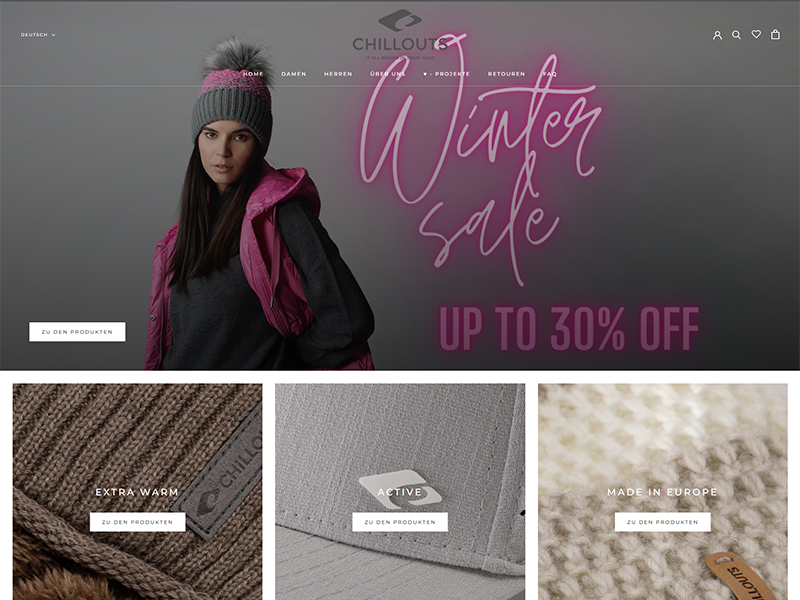 DEUTSCH
CHILLOUTS
HOME DAMEN HERREN ÜBER UNS ♥ - PROJEKTE RETOUREN FAQ
Winter
sale
UP TO 30% OFF
ZU DEN PRODUKTEN
EXTRA WARM
ZU DEN PRODUKTEN
CHILLOUTS
ACTIVE
ZU DEN PRODUKTEN
MADE IN EUROPE
ZU DEN PRODUKTEN
CHILLOUTS